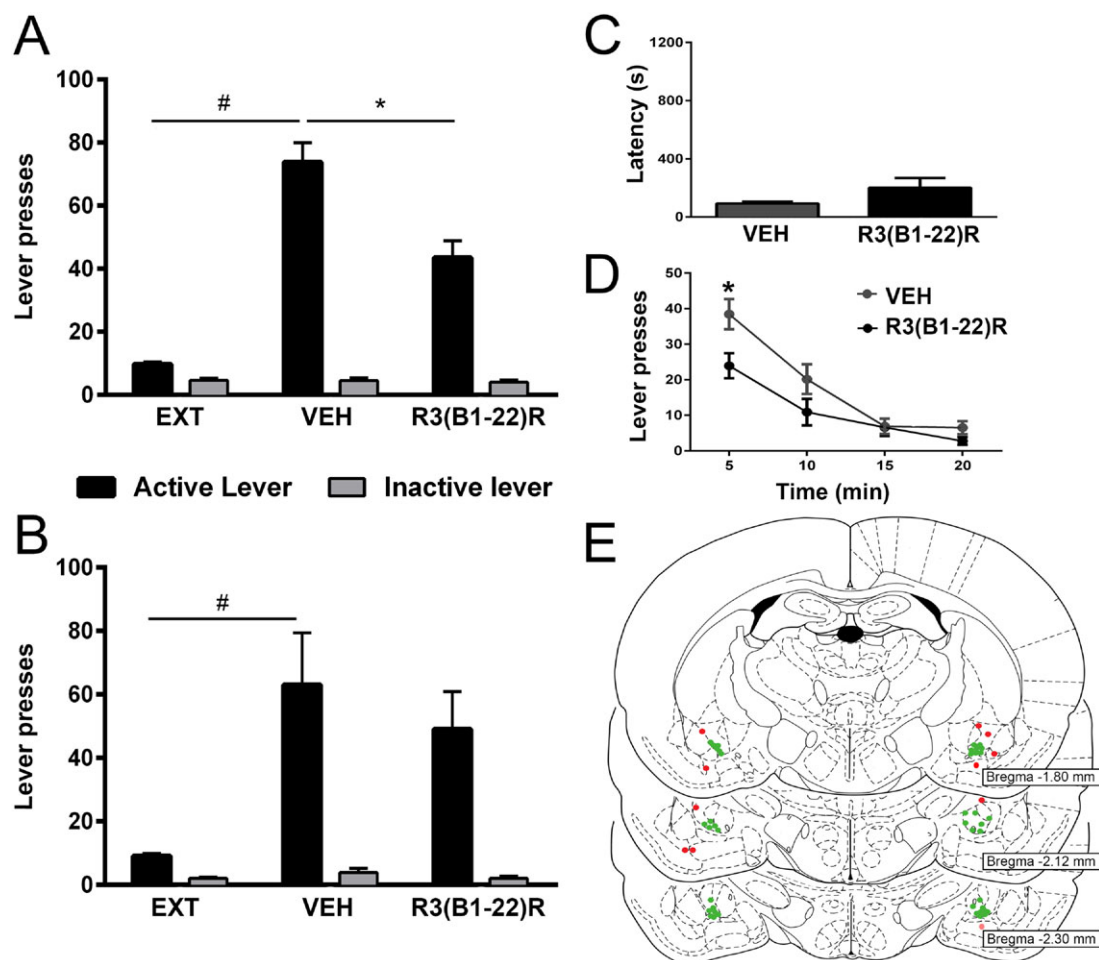 A
100
80
60
40
20
0
Lever presses
#
*
EXT VEH R3(B1-22)R
Active Lever Inactive lever
B
100
80
60
40
20
0
Lever presses
#
EXT VEH R3(B1-22)R
C
1200
800
400
0
Latency (s)
VEH R3(B1-22)R
D
50
40
30
20
10
0
Lever presses
*
VEH
R3(B1-22)R
5 10 15 20
Time (min)
E
Bregma -1.80 mm
Bregma -2.12 mm
Bregma -2.30 mm